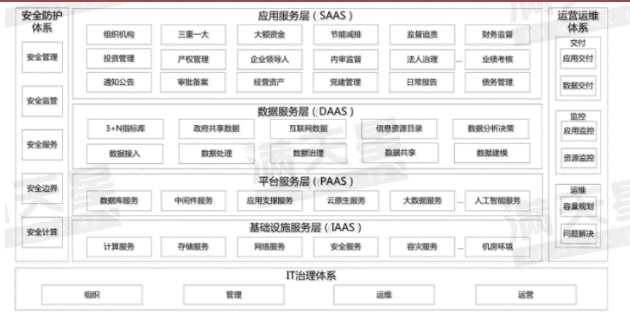 安全防护
体系
安全管理
安全监管
安全服务
安全边界
安全计算
应用服务层(SAAS)
组织机构 三重一大 大额资金 节能减排 监督追责 财务监督
投资管理 产权管理 企业领导人 内审监督 法人治理 ... 业绩考核
通知公告 审批备案 经营资产 党建管理 日常报告 债务管理
数据服务层(DAAS)
3+N指标库 政府共享数据 互联网数据 信息资源目录 数据分析决策
数据接入 数据处理 数据治理 数据共享 数据建模
平台服务层(PAAS)
数据库服务 中间件服务 应用支撑服务 云原生服务 大数据服务 ... 人工智能服务
基础设施服务层(IAAS)
计算服务 存储服务 网络服务 安全服务 容灾服务 ... 机房环境
运营运维
体系
交付
应用交付
数据交付
监控
应用监控
资源监控
运维
容量规划
问题解决
IT治理体系
组织 管理 运维 运营
满天星